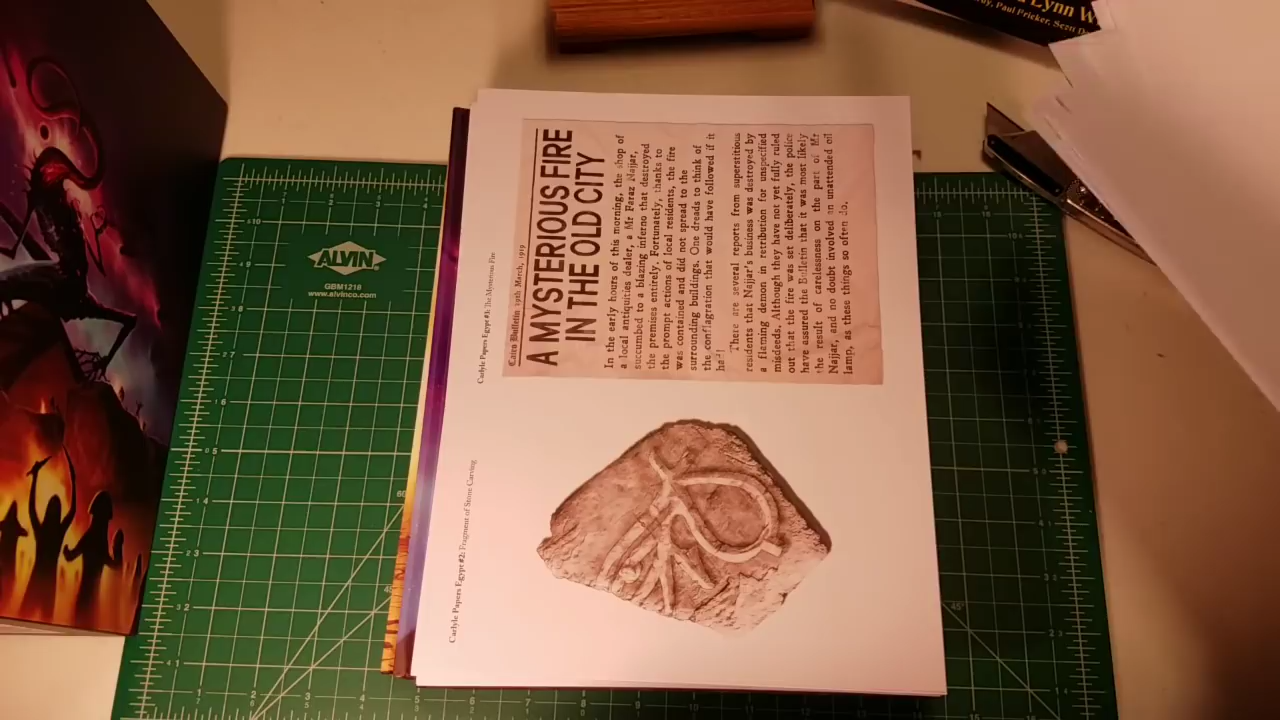 Carlyle Papers Egypt #1: The Mysterious Fire
Cairo Bulletin 19th March, 1919
A MYSTERIOUS FIRE
IN THE OLD CITY
In the early hours of this morning, the shop of
a local antiquities dealer, a Mr Faraz Najjar,
succumbed to a blazing inferno that destroyed
the premises entirely. Fortunately, thanks to
the prompt actions of local residents, the fire
was contained and did not spread to the
surrounding buildings. One dreads to think of
the conflagration that would have followed if it
had!
There are several reports from superstitious
residents that Najjar's business was destroyed by
a flaming demon in retribution for unspecified
misdeeds. Although they have not yet fully ruled
out that the fire was set deliberately, the police
have assured the Bulletin that it was most likely
the result of carelessness on the part of Mr
Najjar, and no doubt involved an unattended oil
lamp, as these things so often do.
Carlyle Papers Egypt #2: Fragment of Stone Carving
ALVIN
GBM1218
www.alvinco.com
Lynn W
Paul Fricker, Scott D